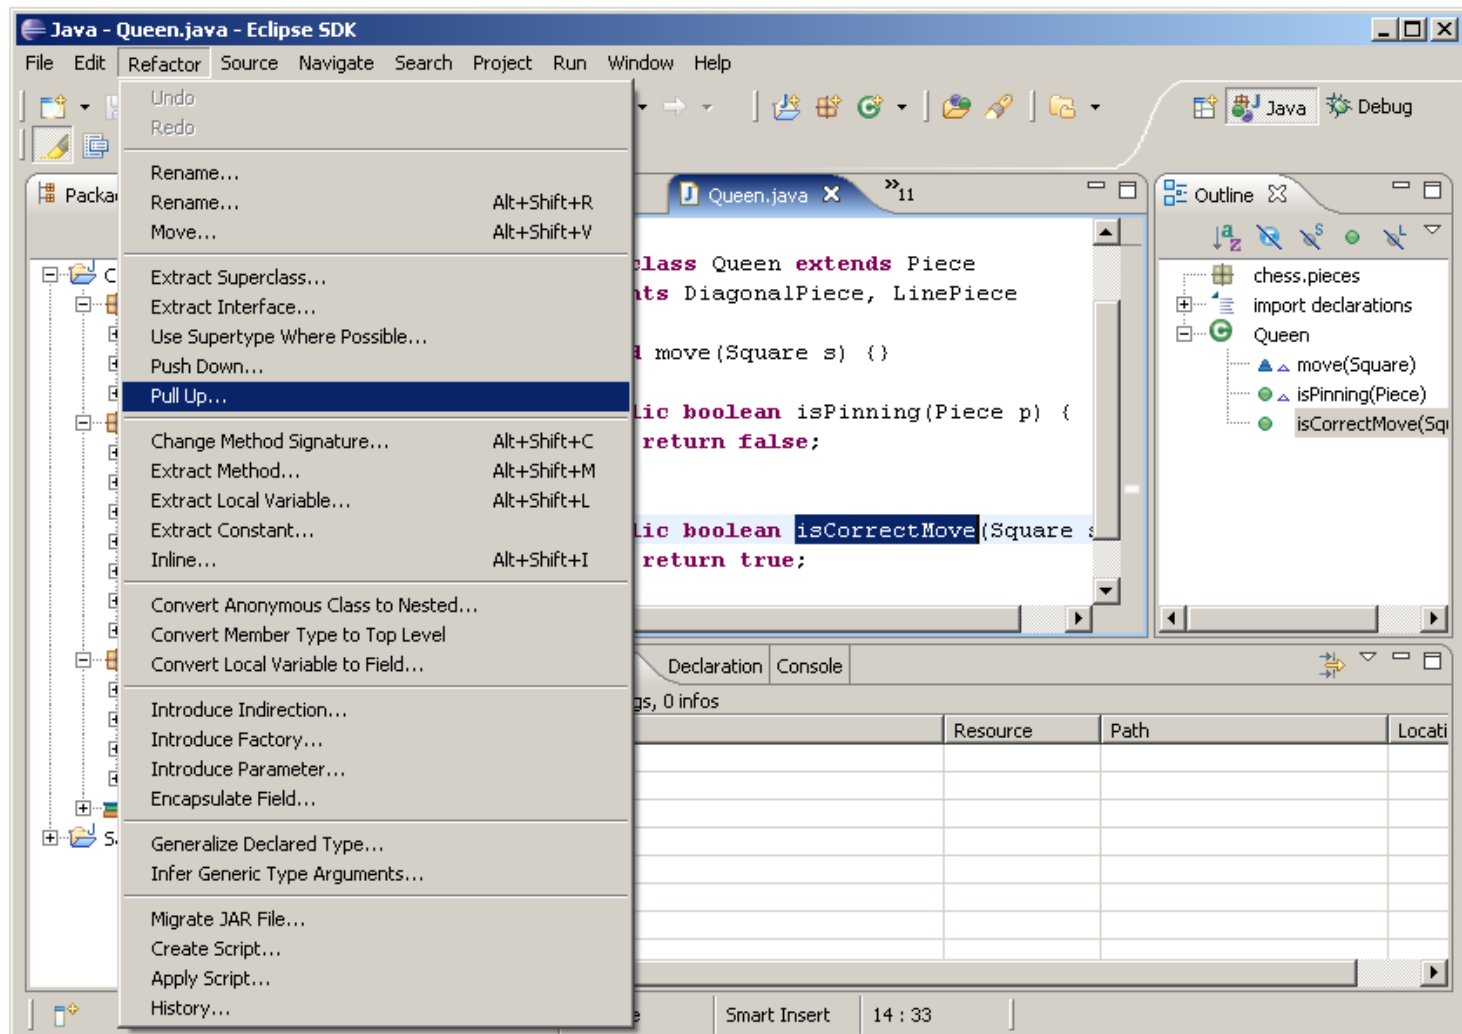 Java - Queen.java - Eclipse SDK
File Edit Refactor Source Navigate Search Project Run Window Help
Undo
Redo
Java Debug
Rename...
Rename... Alt+Shift+R
Move... Alt+Shift+V
Extract Superclass...
Extract Interface...
Use Supertype Where Possible...
Push Down...
Pull Up...
Change Method Signature... Alt+Shift+C
Extract Method... Alt+Shift+M
Extract Local Variable... Alt+Shift+L
Extract Constant...
Inline... Alt+Shift+I
Convert Anonymous Class to Nested...
Convert Member Type to Top Level
Convert Local Variable to Field...
Introduce Indirection...
Introduce Factory...
Introduce Parameter...
Encapsulate Field...
Generalize Declared Type...
Infer Generic Type Arguments...
Migrate JAR File...
Create Script...
Apply Script...
History...
Packa
Queen.java »11
class Queen extends Piece
nts DiagonalPiece, LinePiece
d move(Square s) {}
lic boolean isPinning(Piece p) {
return false;
lic boolean isCorrectMove(Square s
return true;
Outline
chess.pieces
import declarations
Queen
move(Square)
isPinning(Piece)
isCorrectMove(Squ
Declaration Console
gs, 0 infos
Resource Path Locati
Smart Insert 14 : 33